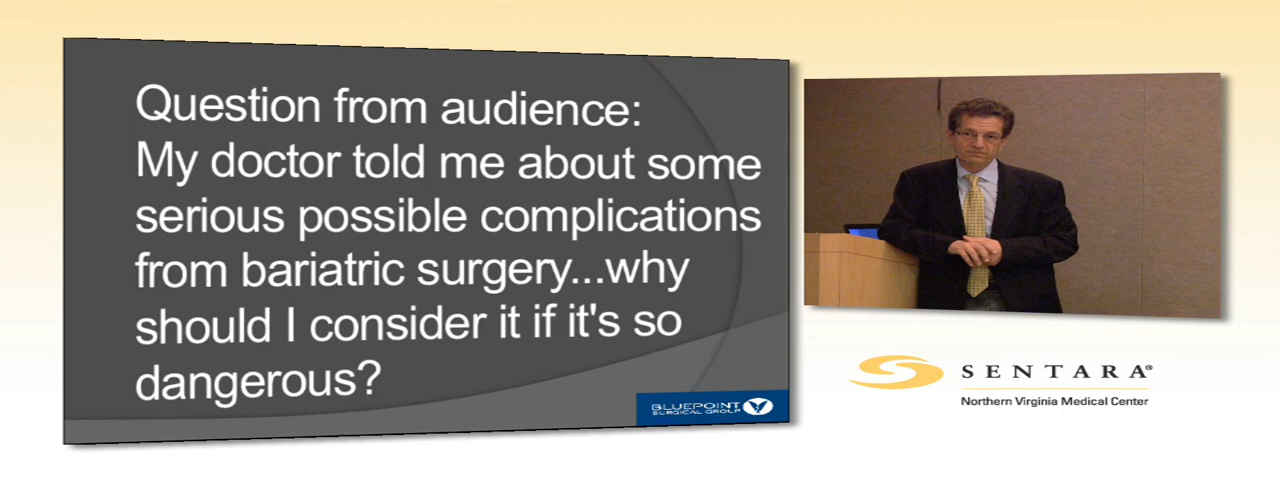 Question from audience:
My doctor told me about some
serious possible complications
from bariatric surgery...why
should I consider it if it's so
dangerous?
BLUEPOINT
SURGICAL GROUP
SENTARA®
Northern Virginia Medical Center